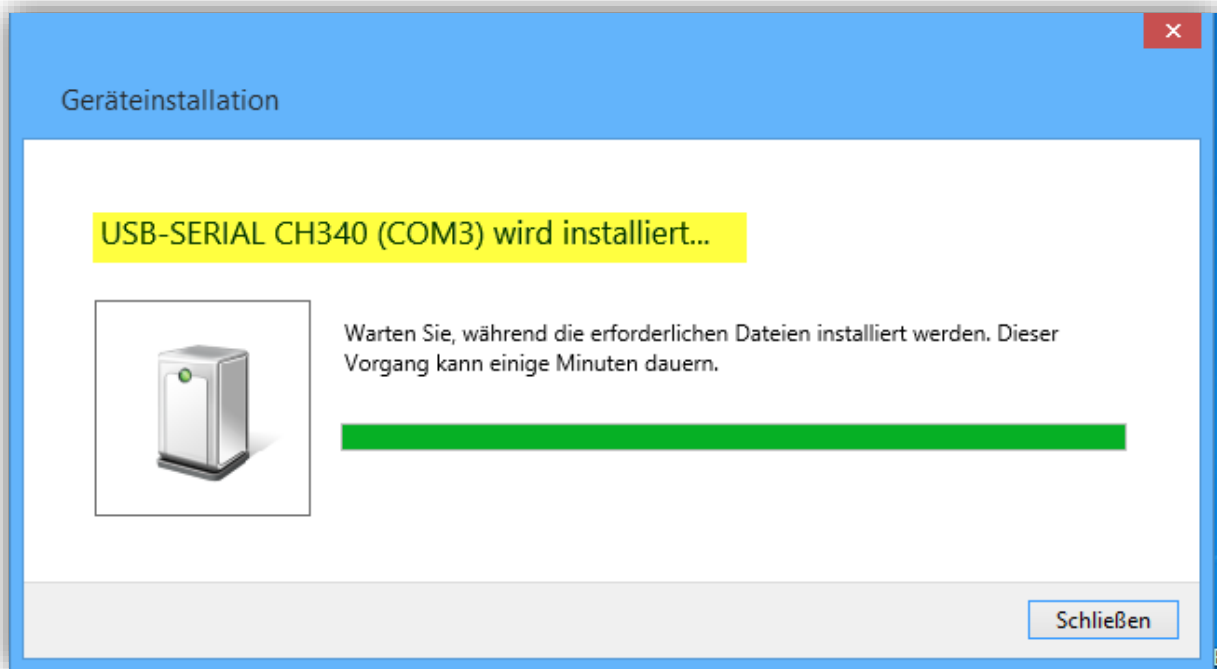 Geräteinstallation
USB-SERIAL CH340 (COM3) wird installiert...
Warten Sie, während die erforderlichen Dateien installiert werden. Dieser
Vorgang kann einige Minuten dauern.
Schließen